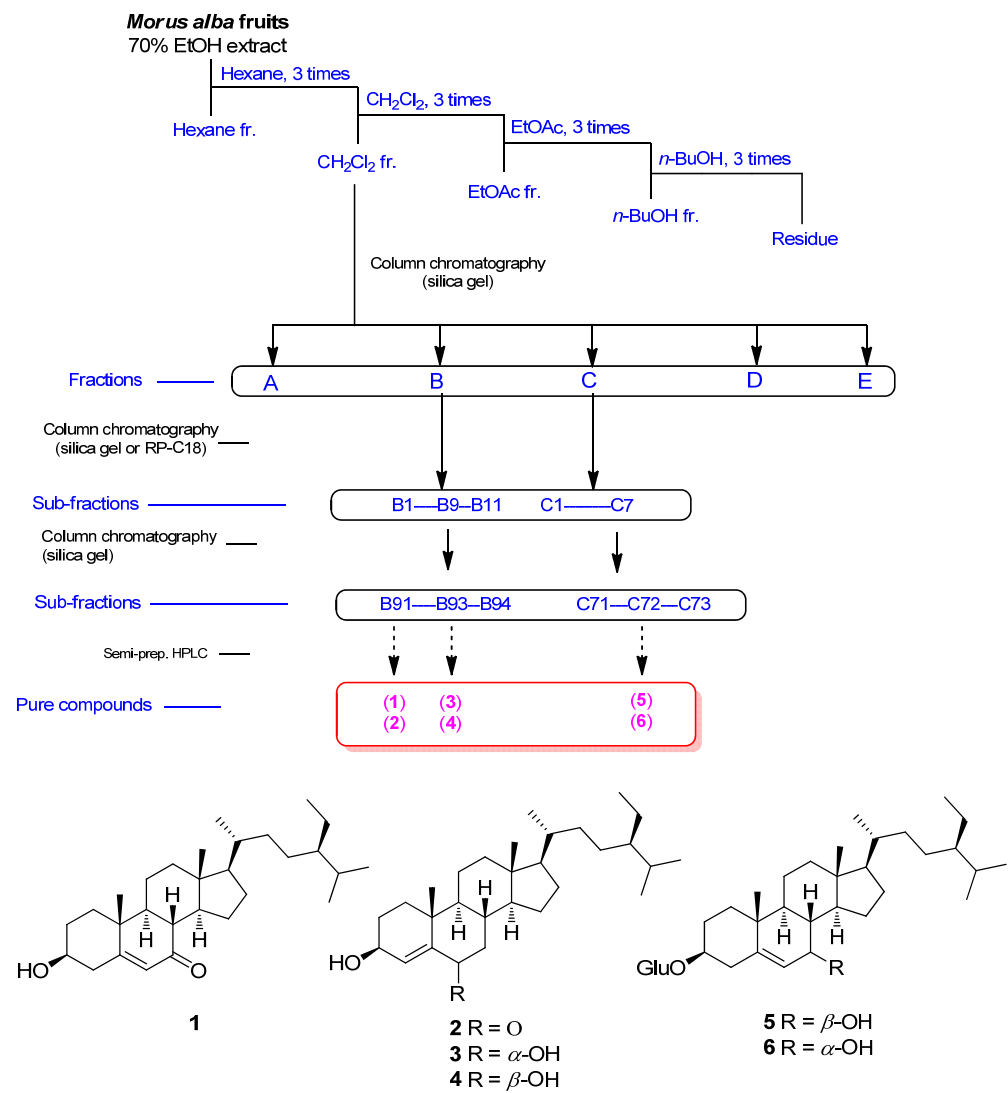 Morus alba fruits
70% EtOH extract
Hexane, 3 times
CH2Cl2, 3 times
EtOAc, 3 times
n-BuOH, 3 times
Hexane fr.
CH2Cl2 fr.
EtOAc fr.
n-BuOH fr.
Residue
Column chromatography
(silica gel)
Fractions
A B C D E
Column chromatography
(silica gel or RP-C18)
Sub-fractions
B1----B9--B11 C1--------C7
Column chromatography
(silica gel)
Sub-fractions
B91----B93--B94 C71---C72---C73
Semi-prep. HPLC
Pure compounds
(1) (3) (5)
(2) (4) (6)
H
H
H
HO
O
1
H
H
H
HO
R
2 R = O
3 R = α-OH
4 R = β-OH
H
H
H
GluO
R
5 R = β-OH
6 R = α-OH